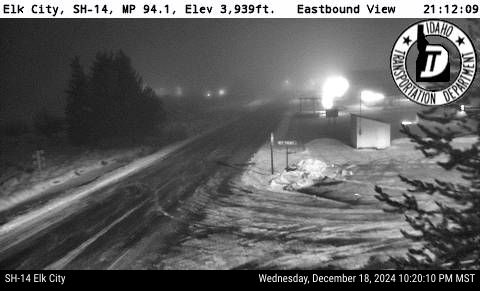 Elk City, SH-14, MP 94.1, Elev 3,939ft. Eastbound View 21:12:09
IDAHO
TRANSPORTATION DEPARTMENT
SH-14 Elk City Wednesday, December 18, 2024 10:20:10 PM MST